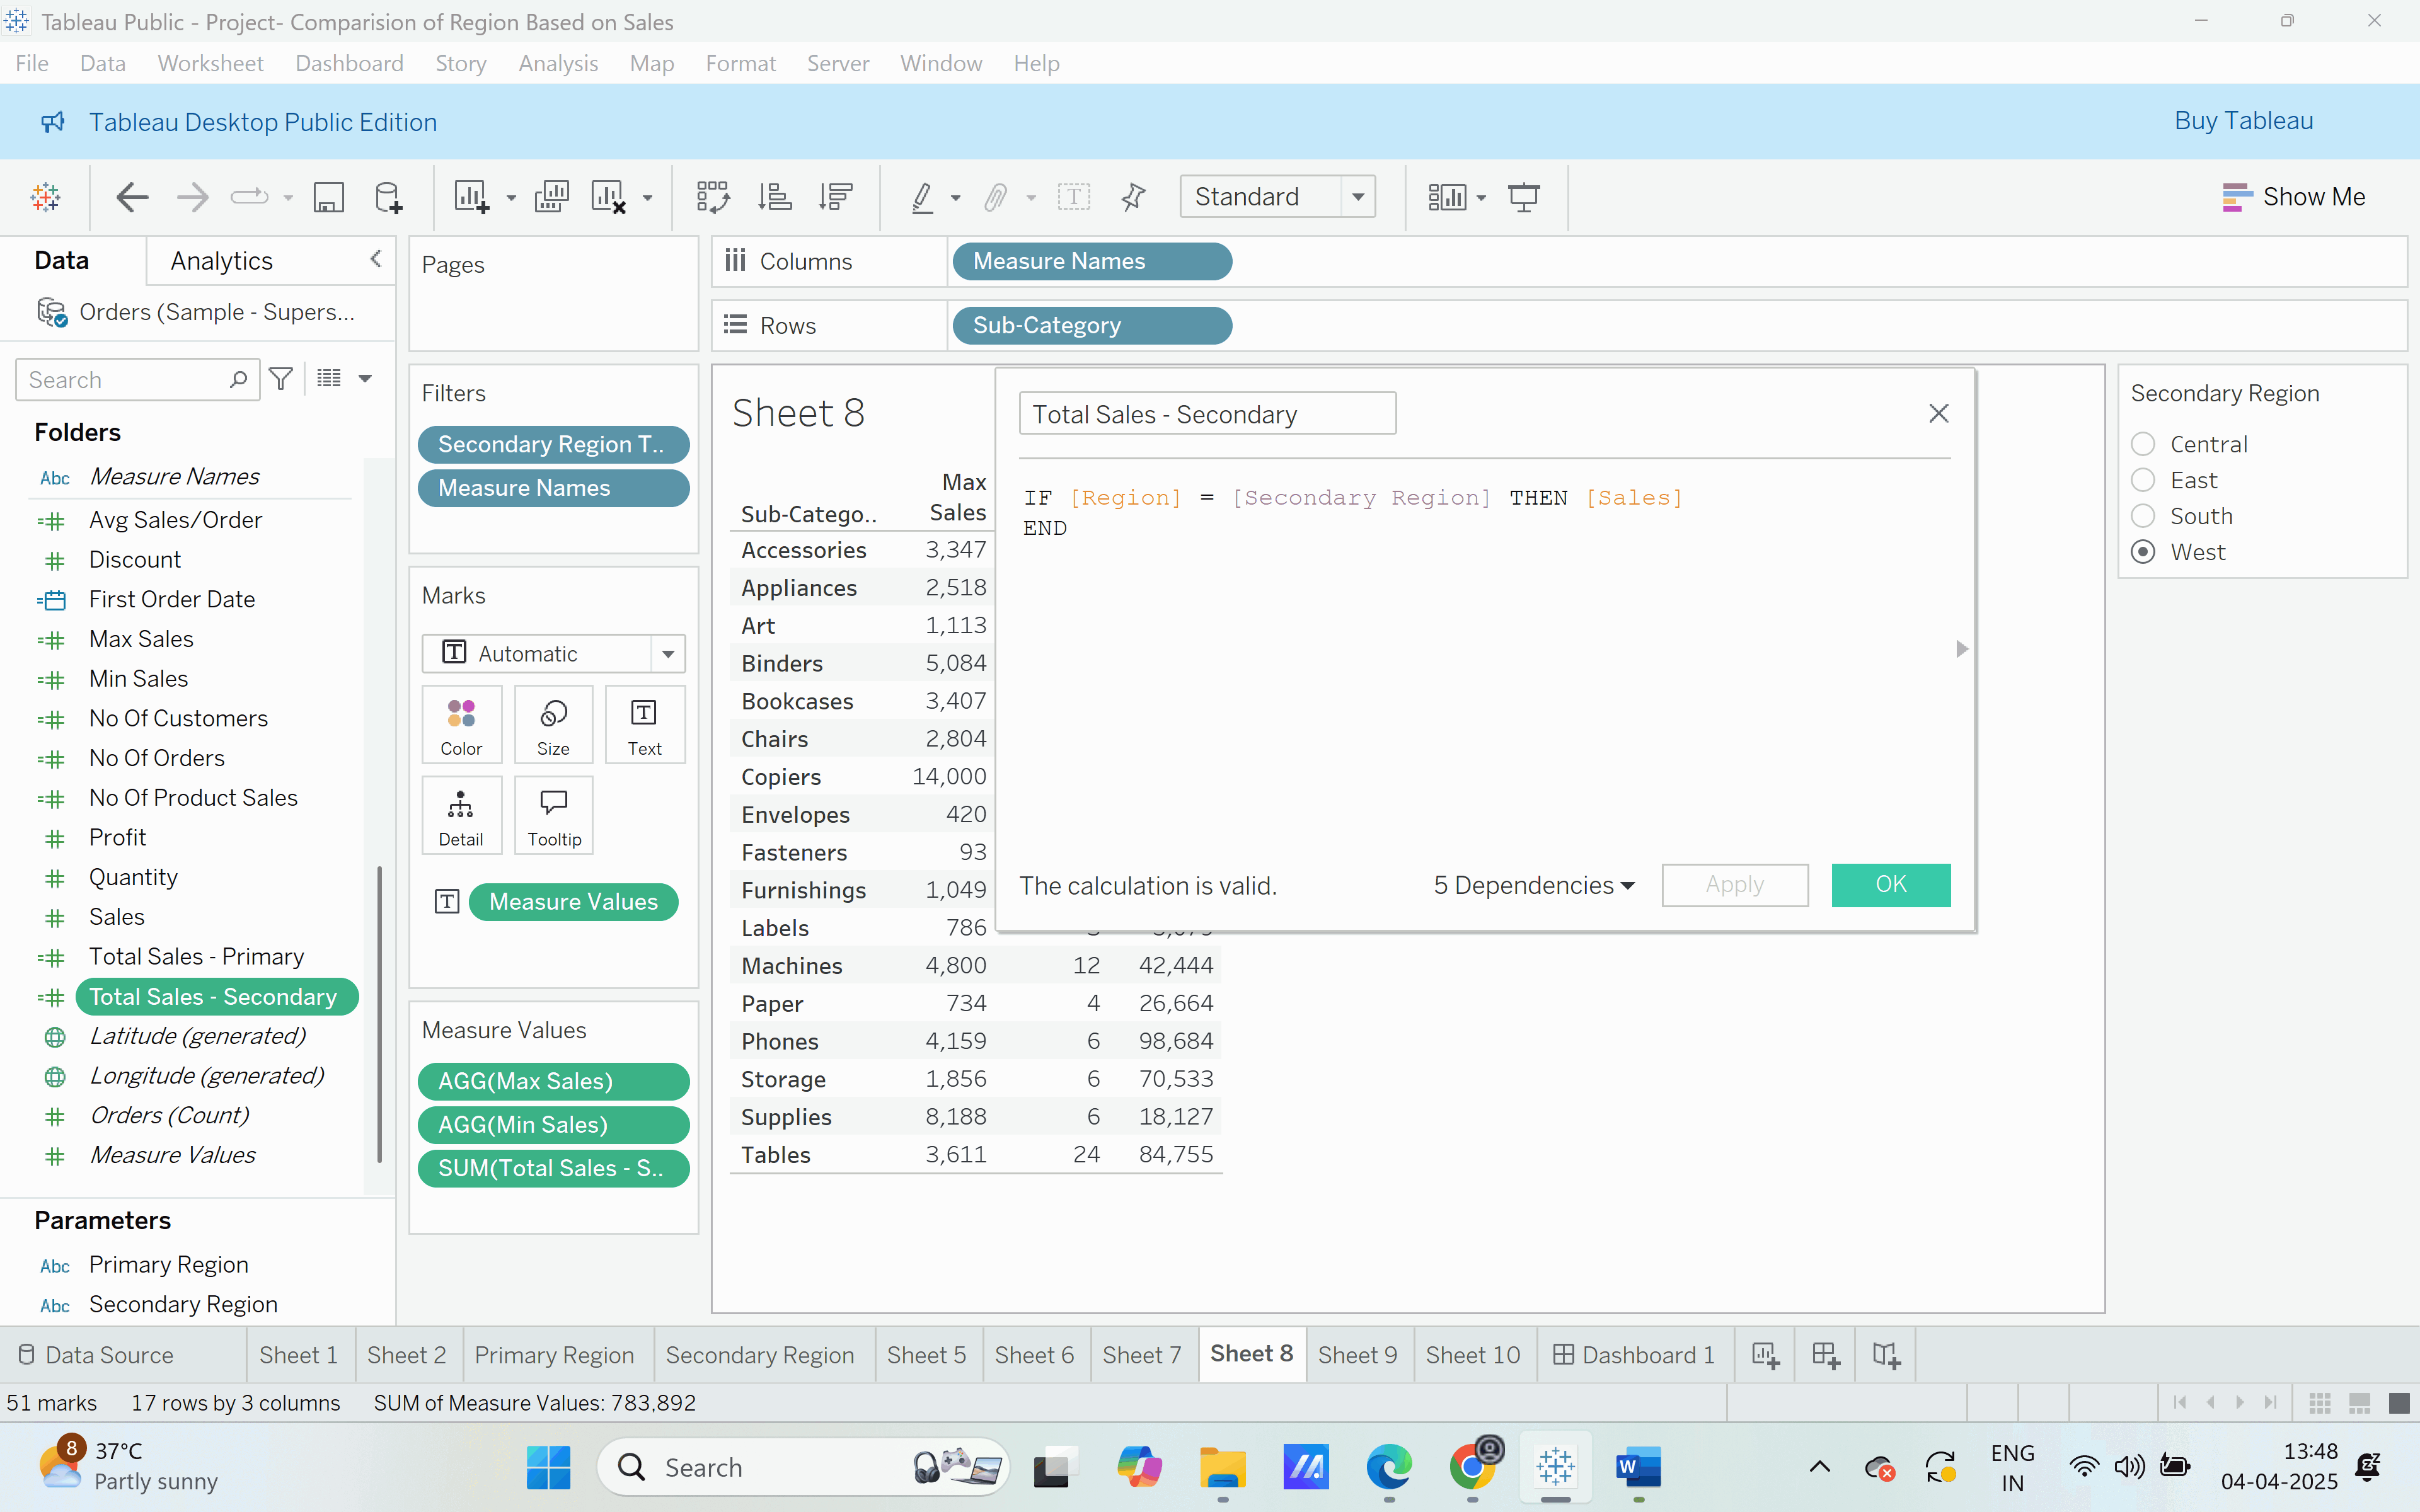 Tableau Public - Project- Comparision of Region Based on Sales
File Data Worksheet Dashboard Story Analysis Map Format Server Window Help
Tableau Desktop Public Edition
Buy Tableau
Standard
Show Me
Data
Analytics
Orders (Sample - Supers...
Search
Folders
Abc Measure Names
Avg Sales/Order
Discount
First Order Date
Max Sales
Min Sales
No Of Customers
No Of Orders
No Of Product Sales
Profit
Quantity
Sales
Total Sales - Primary
Total Sales - Secondary
Latitude (generated)
Longitude (generated)
Orders (Count)
Measure Values
Parameters
Abc Primary Region
Abc Secondary Region
Pages
Filters
Secondary Region T..
Measure Names
Marks
Automatic
Color Size Text
Detail Tooltip
Measure Values
Measure Values
AGG(Max Sales)
AGG(Min Sales)
SUM(Total Sales - S..
Columns Measure Names
Rows Sub-Category
Sheet 8
Sub-Catego.. Max Sales
Accessories 3,347
Appliances 2,518
Art 1,113
Binders 5,084
Bookcases 3,407
Chairs 2,804
Copiers 14,000
Envelopes 420
Fasteners 93
Furnishings 1,049
Labels 786
Machines 4,800 12 42,444
Paper 734 4 26,664
Phones 4,159 6 98,684
Storage 1,856 6 70,533
Supplies 8,188 6 18,127
Tables 3,611 24 84,755
Total Sales - Secondary
IF [Region] = [Secondary Region] THEN [Sales]
END
The calculation is valid.
5 Dependencies
Apply
OK
Secondary Region
Central
East
South
West
Data Source Sheet 1 Sheet 2 Primary Region Secondary Region Sheet 5 Sheet 6 Sheet 7 Sheet 8 Sheet 9 Sheet 10 Dashboard 1
51 marks 17 rows by 3 columns SUM of Measure Values: 783,892
8
37°C
Partly sunny
Search
ENG
IN
13:48
04-04-2025